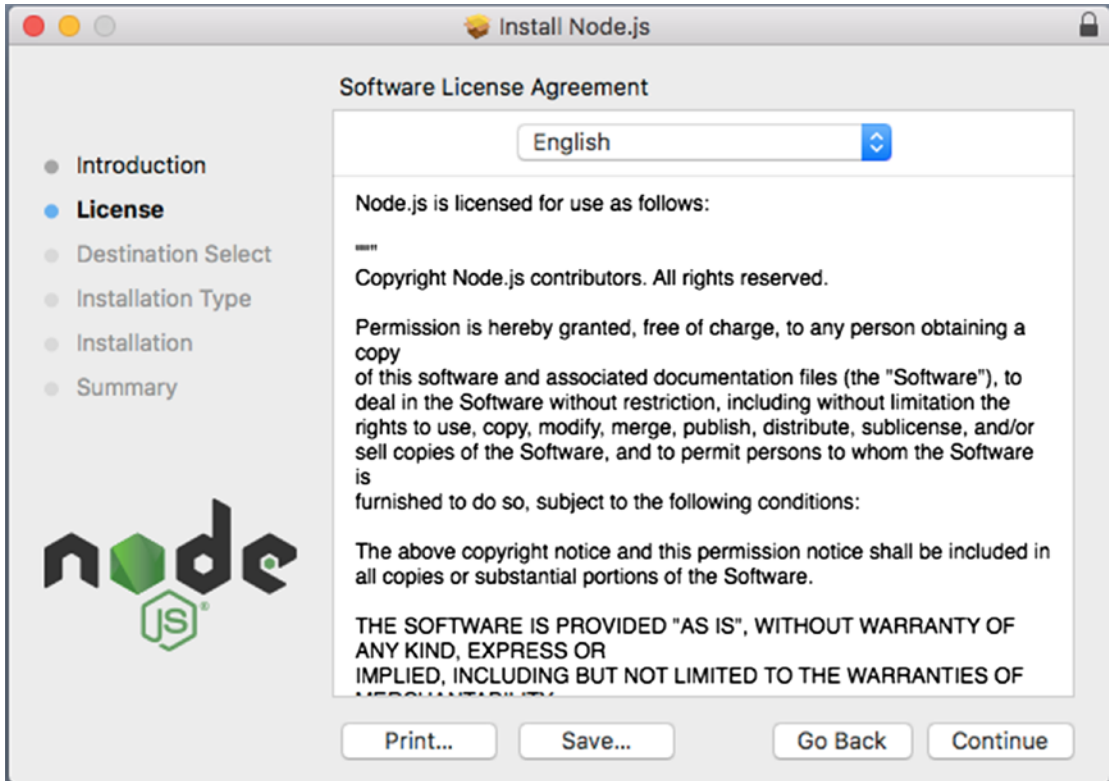 Install Node.js
Software License Agreement
English
Introduction
License
Destination Select
Installation Type
Installation
Summary
Node.js is licensed for use as follows:
"""
Copyright Node.js contributors. All rights reserved.
Permission is hereby granted, free of charge, to any person obtaining a
copy
of this software and associated documentation files (the "Software"), to
deal in the Software without restriction, including without limitation the
rights to use, copy, modify, merge, publish, distribute, sublicense, and/or
sell copies of the Software, and to permit persons to whom the Software
is
furnished to do so, subject to the following conditions:
The above copyright notice and this permission notice shall be included in
all copies or substantial portions of the Software.
THE SOFTWARE IS PROVIDED "AS IS", WITHOUT WARRANTY OF
ANY KIND, EXPRESS OR
IMPLIED, INCLUDING BUT NOT LIMITED TO THE WARRANTIES OF
MERCHANTABILITY
node
JS®
Print...
Save...
Go Back
Continue